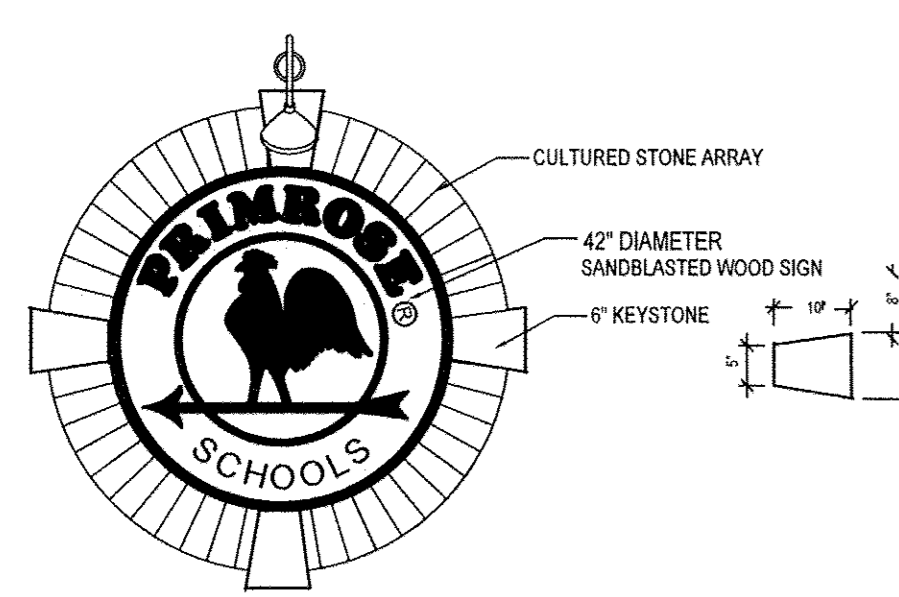 PRIMROSE
®
SCHOOLS
CULTURED STONE ARRAY
42" DIAMETER
SANDBLASTED WOOD SIGN
6" KEYSTONE
10"
8"
5"